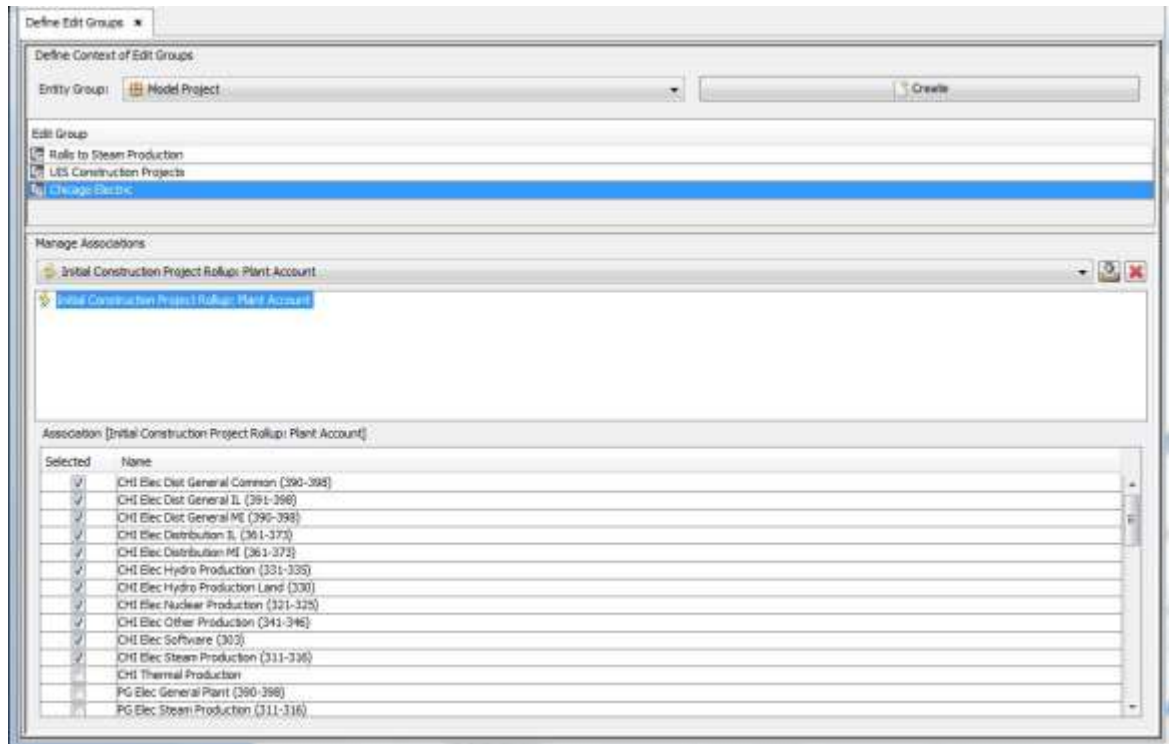 Define Edit Groups
Define Context of Edit Groups
Entity Group: Model Project Create
Edit Group
Rolls to Steam Production
UES Construction Projects
Chicago Electric
Manage Associations
Initial Construction Project Rollup: Plant Account
Initial Construction Project Rollup: Plant Account
Association [Initial Construction Project Rollup: Plant Account]
Selected Name
CHI Elec Dist General Common (390-398)
CHI Elec Dist General IL (391-398)
CHI Elec Dist General MI (390-398)
CHI Elec Distribution IL (361-373)
CHI Elec Distribution MI (361-373)
CHI Elec Hydro Production (331-335)
CHI Elec Hydro Production Land (330)
CHI Elec Nuclear Production (321-325)
CHI Elec Other Production (341-346)
CHI Elec Software (303)
CHI Elec Steam Production (311-316)
CHI Thermal Production
PG Elec General Plant (390-398)
PG Elec Steam Production (311-316)